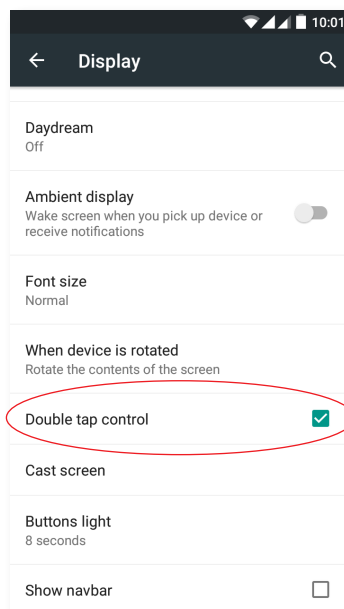 10:01
Display
Daydream
Off
Ambient display
Wake screen when you pick up device or
receive notifications
Font size
Normal
When device is rotated
Rotate the contents of the screen
Double tap control
Cast screen
Buttons light
8 seconds
Show navbar